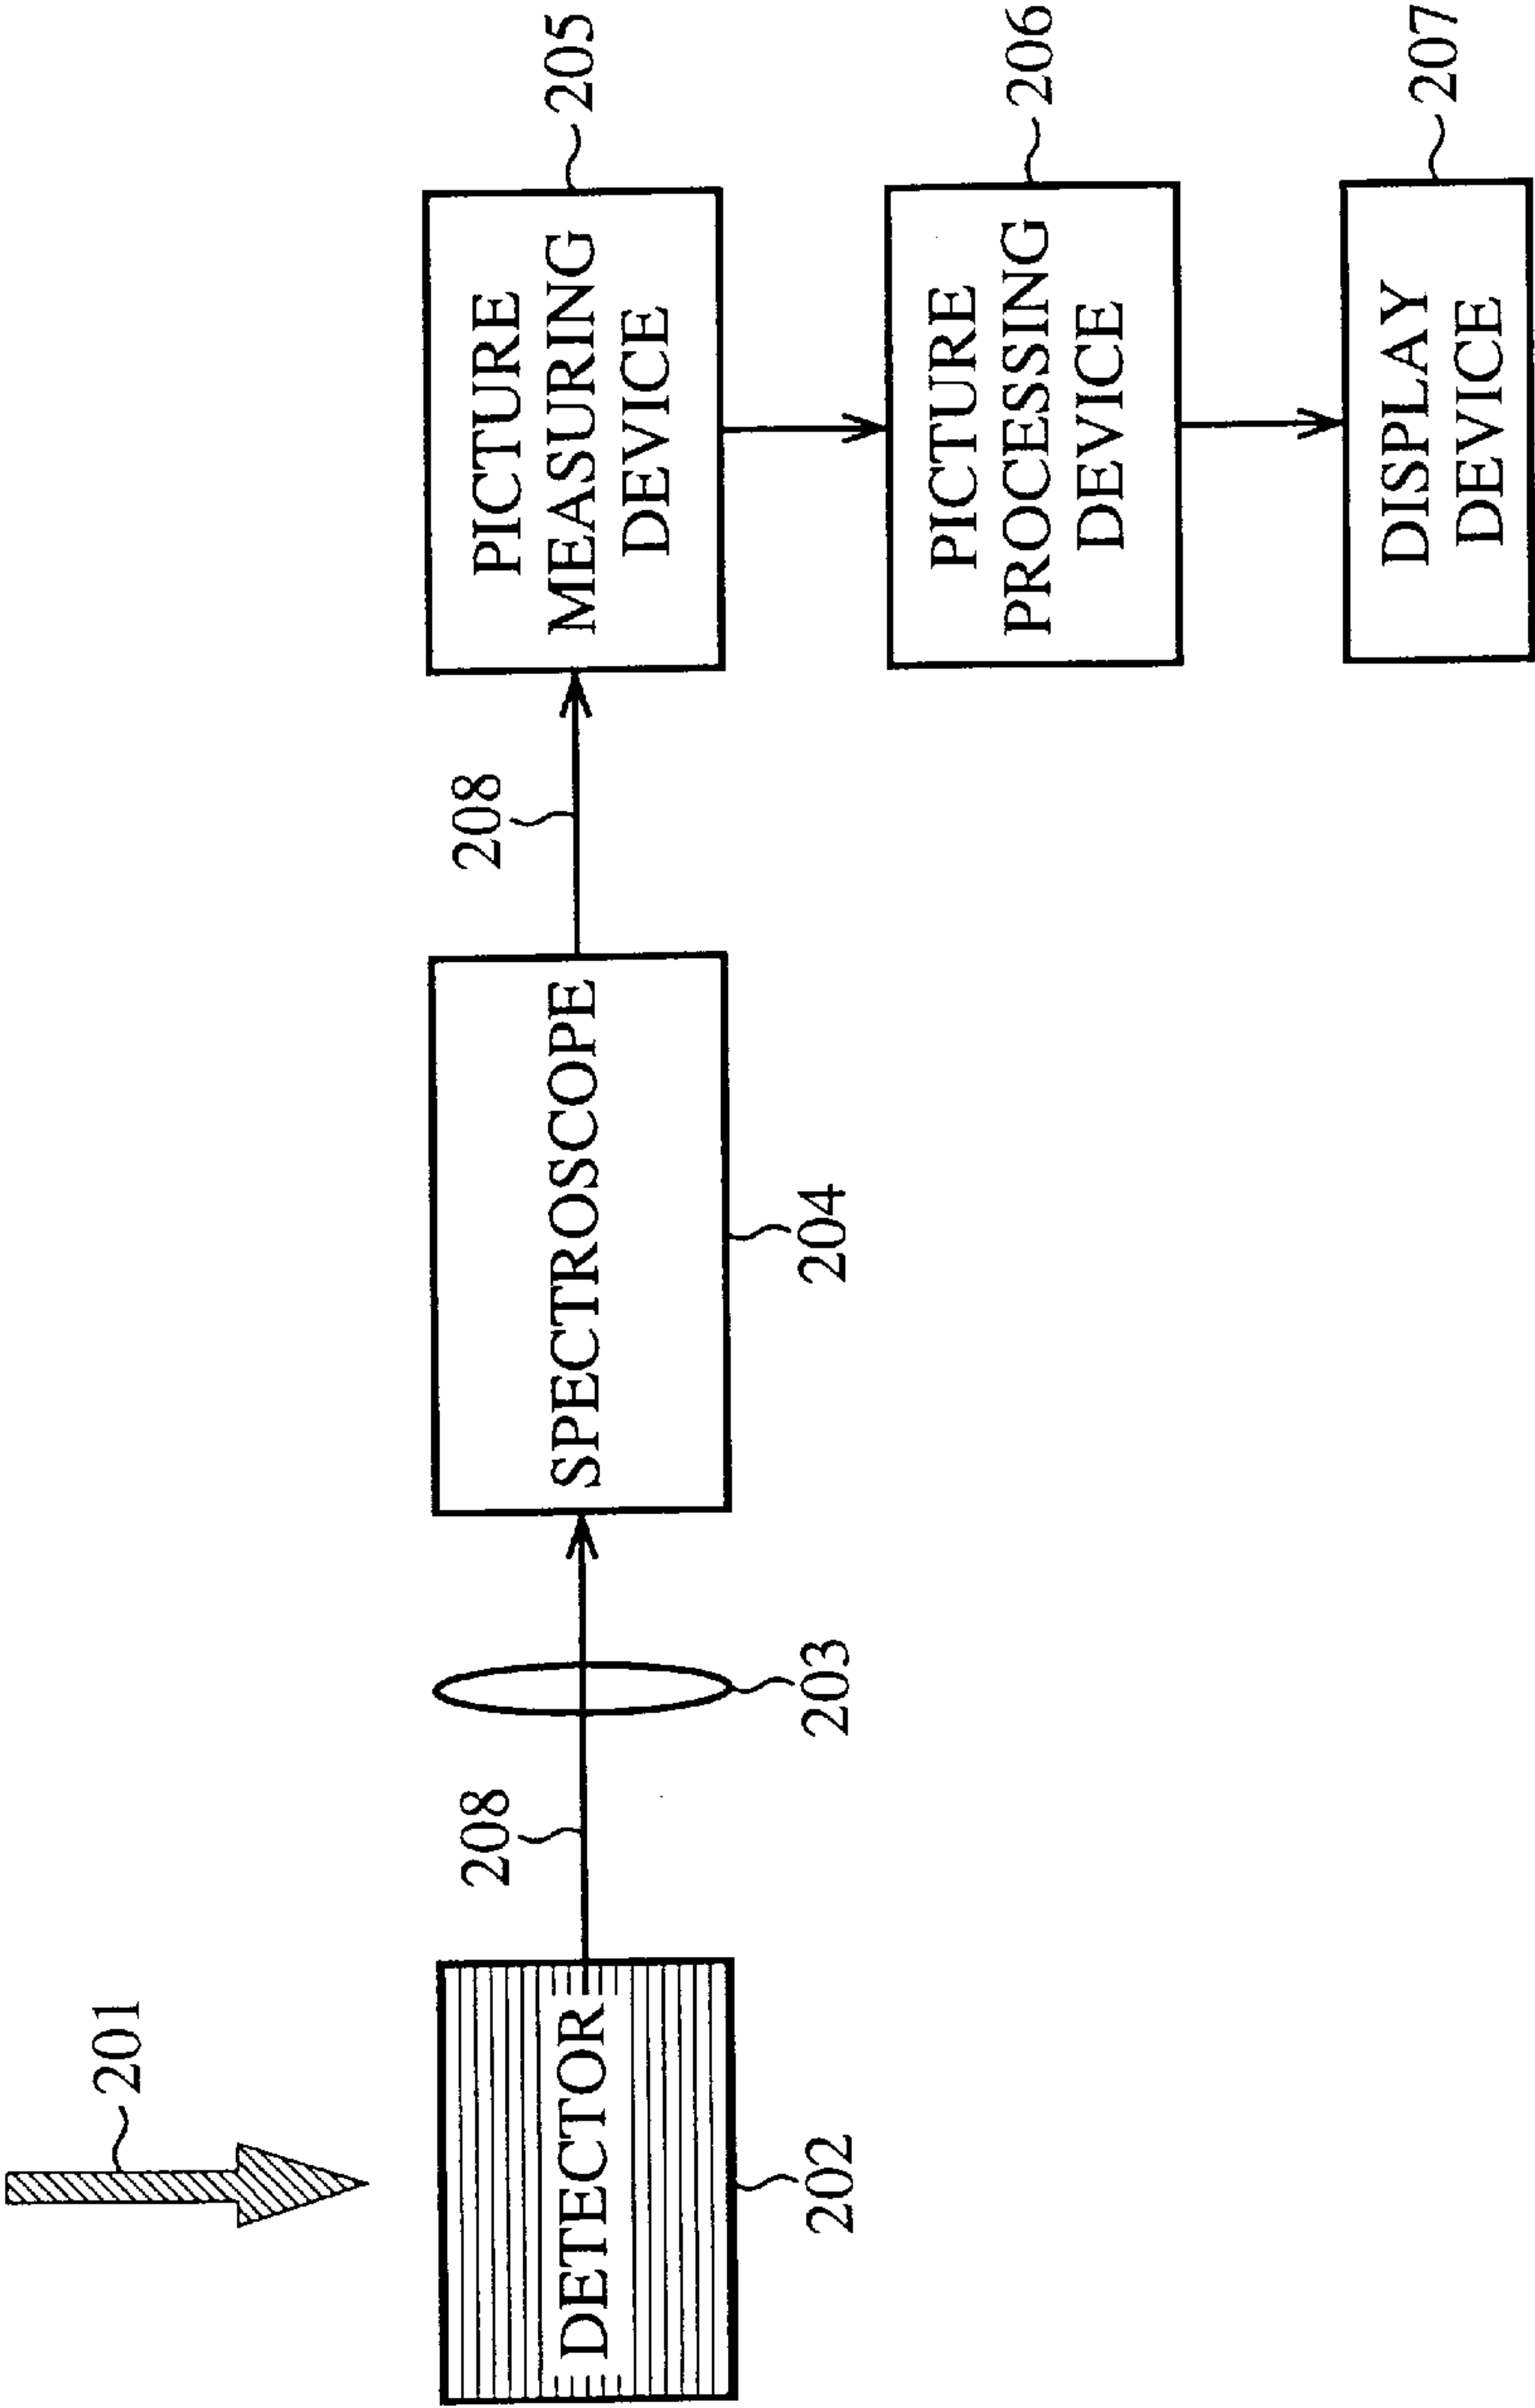 201
DETECTOR
202
208
203
SPECTROSCOPE
204
208
PICTURE
MEASURING
DEVICE
205
PICTURE
PROCESSING
DEVICE
206
DISPLAY
DEVICE
207